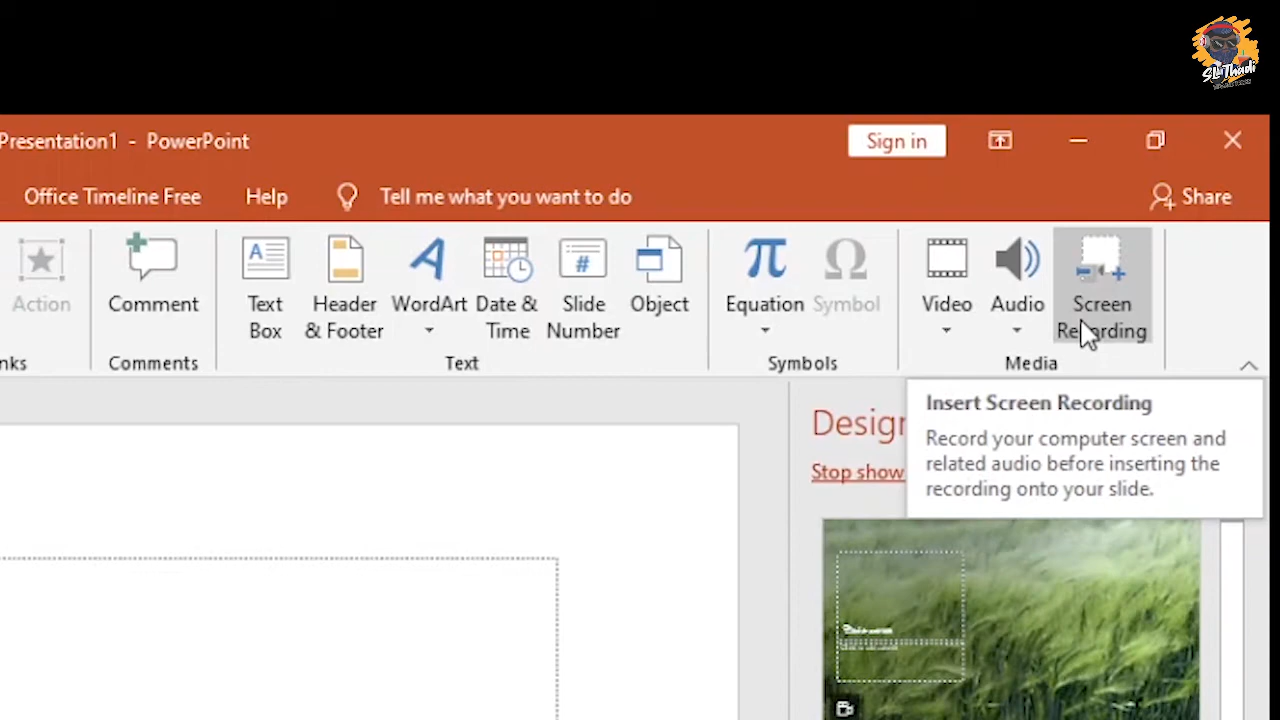 SL Thadi
Presentation1 - PowerPoint
Sign in
Office Timeline Free
Help
Tell me what you want to do
Share
Action
Comment
Text
Box
Header
& Footer
WordArt
Date &
Time
Slide
Number
Object
Equation
Symbol
Video
Audio
Screen
Recording
nks
Comments
Text
Symbols
Media
Insert Screen Recording
Record your computer screen and
related audio before inserting the
recording onto your slide.
Design
Stop show